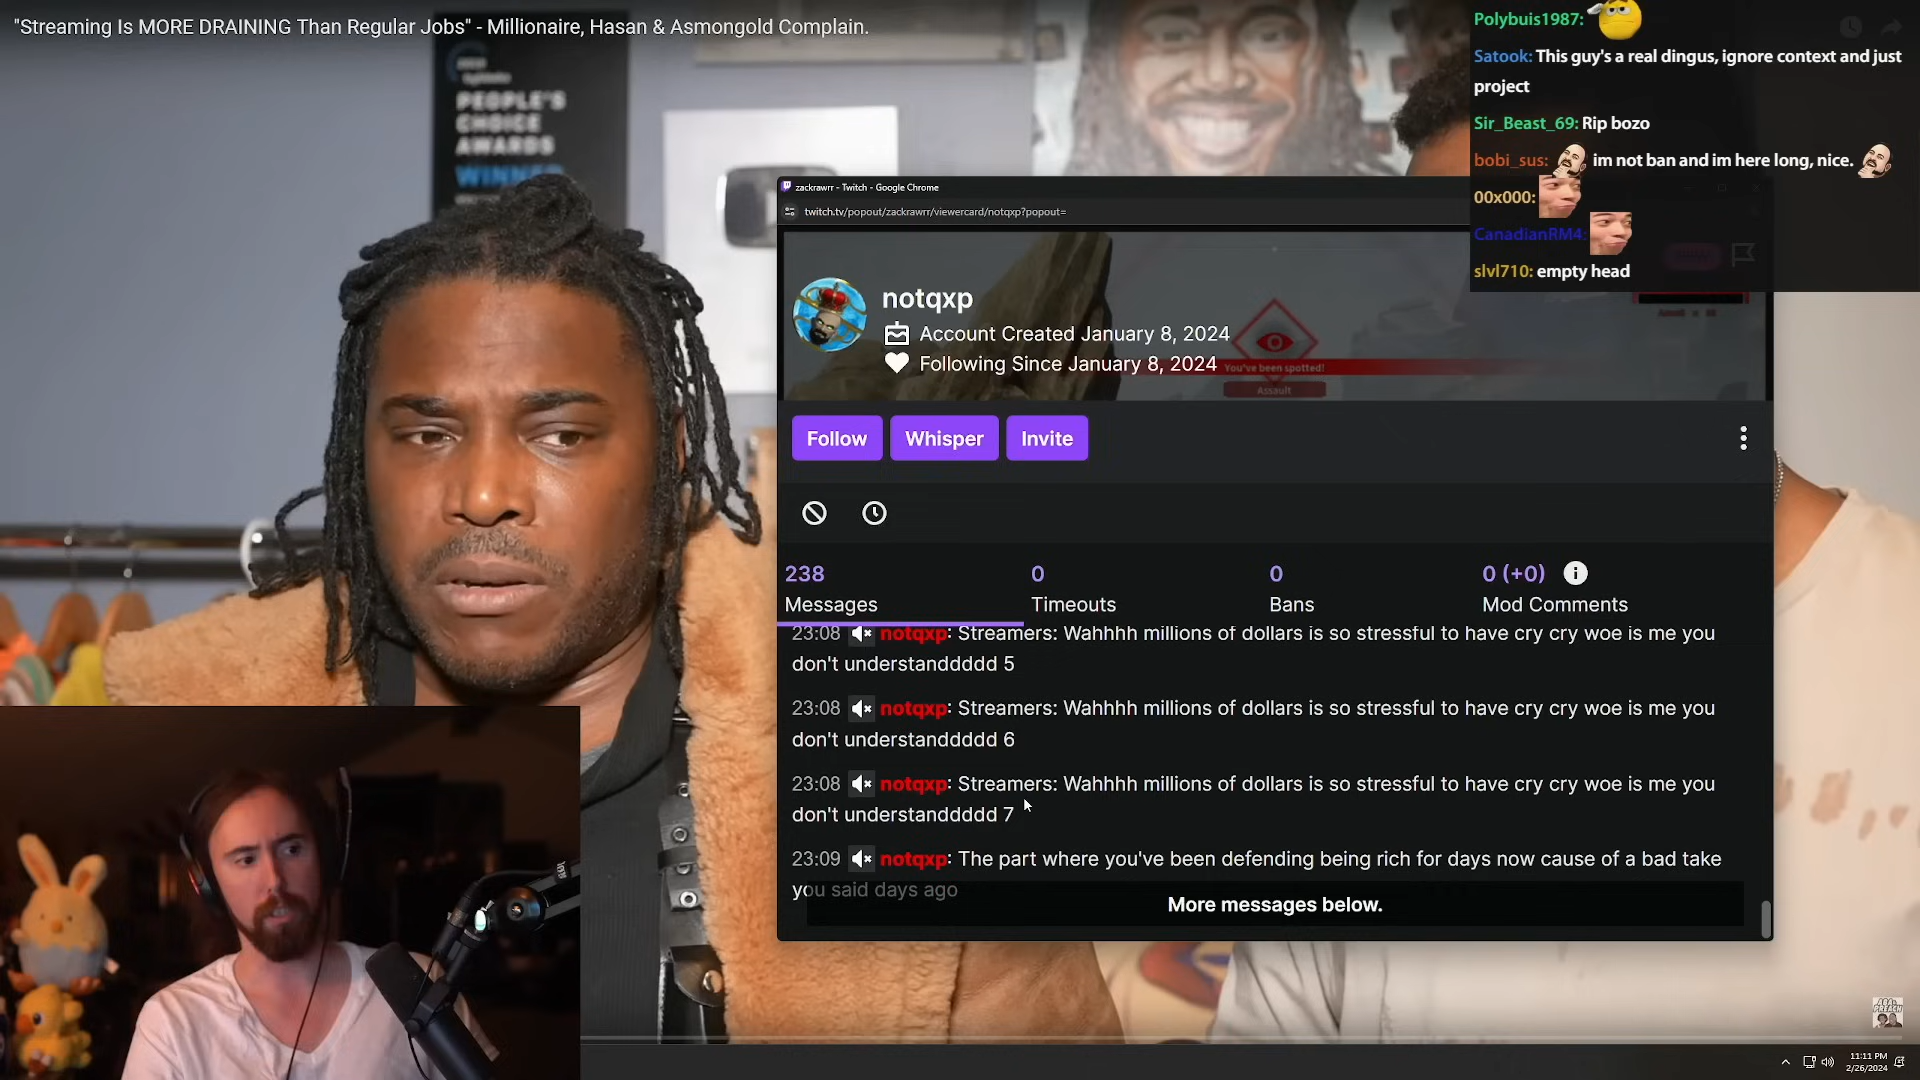 "Streaming Is MORE DRAINING Than Regular Jobs" - Millionaire, Hasan & Asmongold Complain.
PEOPLE'S
CHOICE
AWARDS
WINNER
Polybuis1987:
Satook: This guy's a real dingus, ignore context and just
project
Sir_Beast_69: Rip bozo
bobi_sus: im not ban and im here long, nice.
00x000:
CanadianRM4:
slvl710: empty head
zackrawrr - Twitch - Google Chrome
twitch.tv/popout/zackrawrr/viewercard/notqxp?popout=
notqxp
Account Created January 8, 2024
Following Since January 8, 2024
You've been spotted!
Assault
Follow
Whisper
Invite
238
Messages
0
Timeouts
0
Bans
0 (+0)
Mod Comments
23:08 notqxp: Streamers: Wahhhh millions of dollars is so stressful to have cry cry woe is me you
don't understanddddd 5
23:08 notqxp: Streamers: Wahhhh millions of dollars is so stressful to have cry cry woe is me you
don't understanddddd 6
23:08 notqxp: Streamers: Wahhhh millions of dollars is so stressful to have cry cry woe is me you
don't understanddddd 7
23:09 notqxp: The part where you've been defending being rich for days now cause of a bad take
you said days ago
More messages below.
11:11 PM
2/26/2024